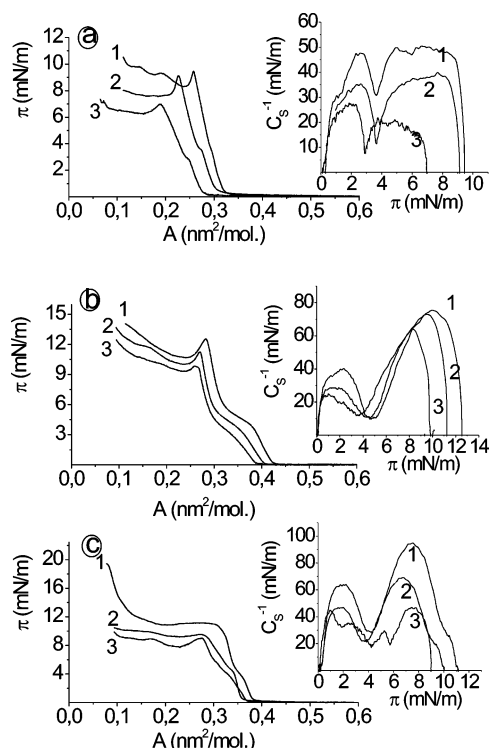 a
π (mN/m)
12
10
8
6
4
2
0,0 0,1 0,2 0,3 0,4 0,5 0,6
A (nm²/mol.)
1
2
3
C_S⁻¹ (mN/m)
60
50
40
30
20
10
0 2 4 6 8 10
π (mN/m)
1
2
3
b
π (mN/m)
15
12
9
6
3
0,0 0,1 0,2 0,3 0,4 0,5 0,6
A (nm²/mol.)
1
2
3
C_S⁻¹ (mN/m)
80
60
40
20
0 2 4 6 8 10 12 14
π (mN/m)
1
2
3
c
π (mN/m)
20
16
12
8
4
0,0 0,1 0,2 0,3 0,4 0,5 0,6
A (nm²/mol.)
1
2
3
C_S⁻¹ (mN/m)
100
80
60
40
20
0 2 4 6 8 10 12
π (mN/m)
1
2
3